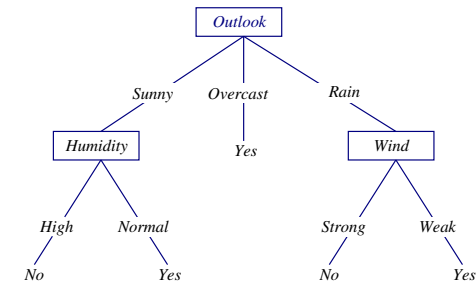 Outlook
Sunny Overcast Rain
Humidity Yes Wind
High Normal Strong Weak
No Yes No Yes